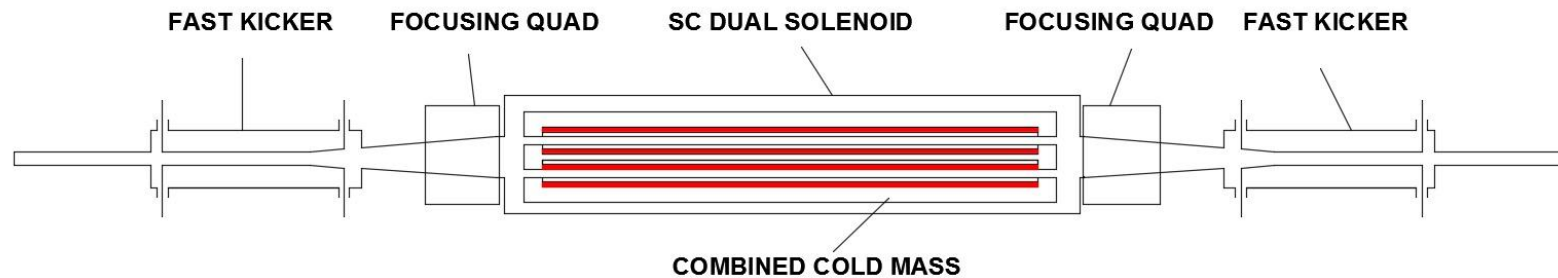 FAST KICKER
FOCUSING QUAD
SC DUAL SOLENOID
FOCUSING QUAD
FAST KICKER
COMBINED COLD MASS